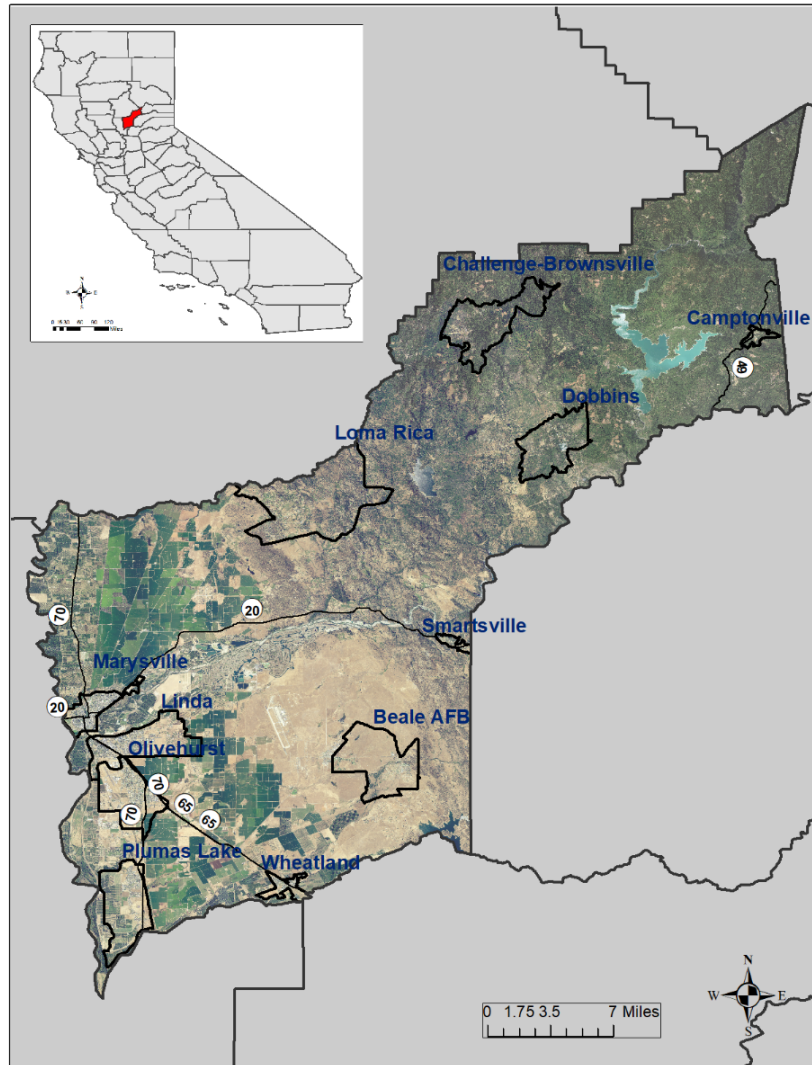 N
E
S
Miles
Challenge-Brownsville
Camptonville
49
Dobbins
Loma Rica
70
20
Smartsville
Marysville
20
Linda
Beale AFB
Olivehurst
70
65
70
65
Plumas Lake
Wheatland
N
W
E
S
0 1.75 3.5 7 Miles